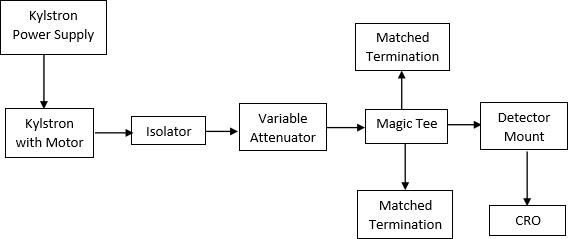 Kylstron
Power Supply
Matched
Termination
Kylstron
with Motor
Isolator
Variable
Attenuator
Magic Tee
Detector
Mount
Matched
Termination
CRO